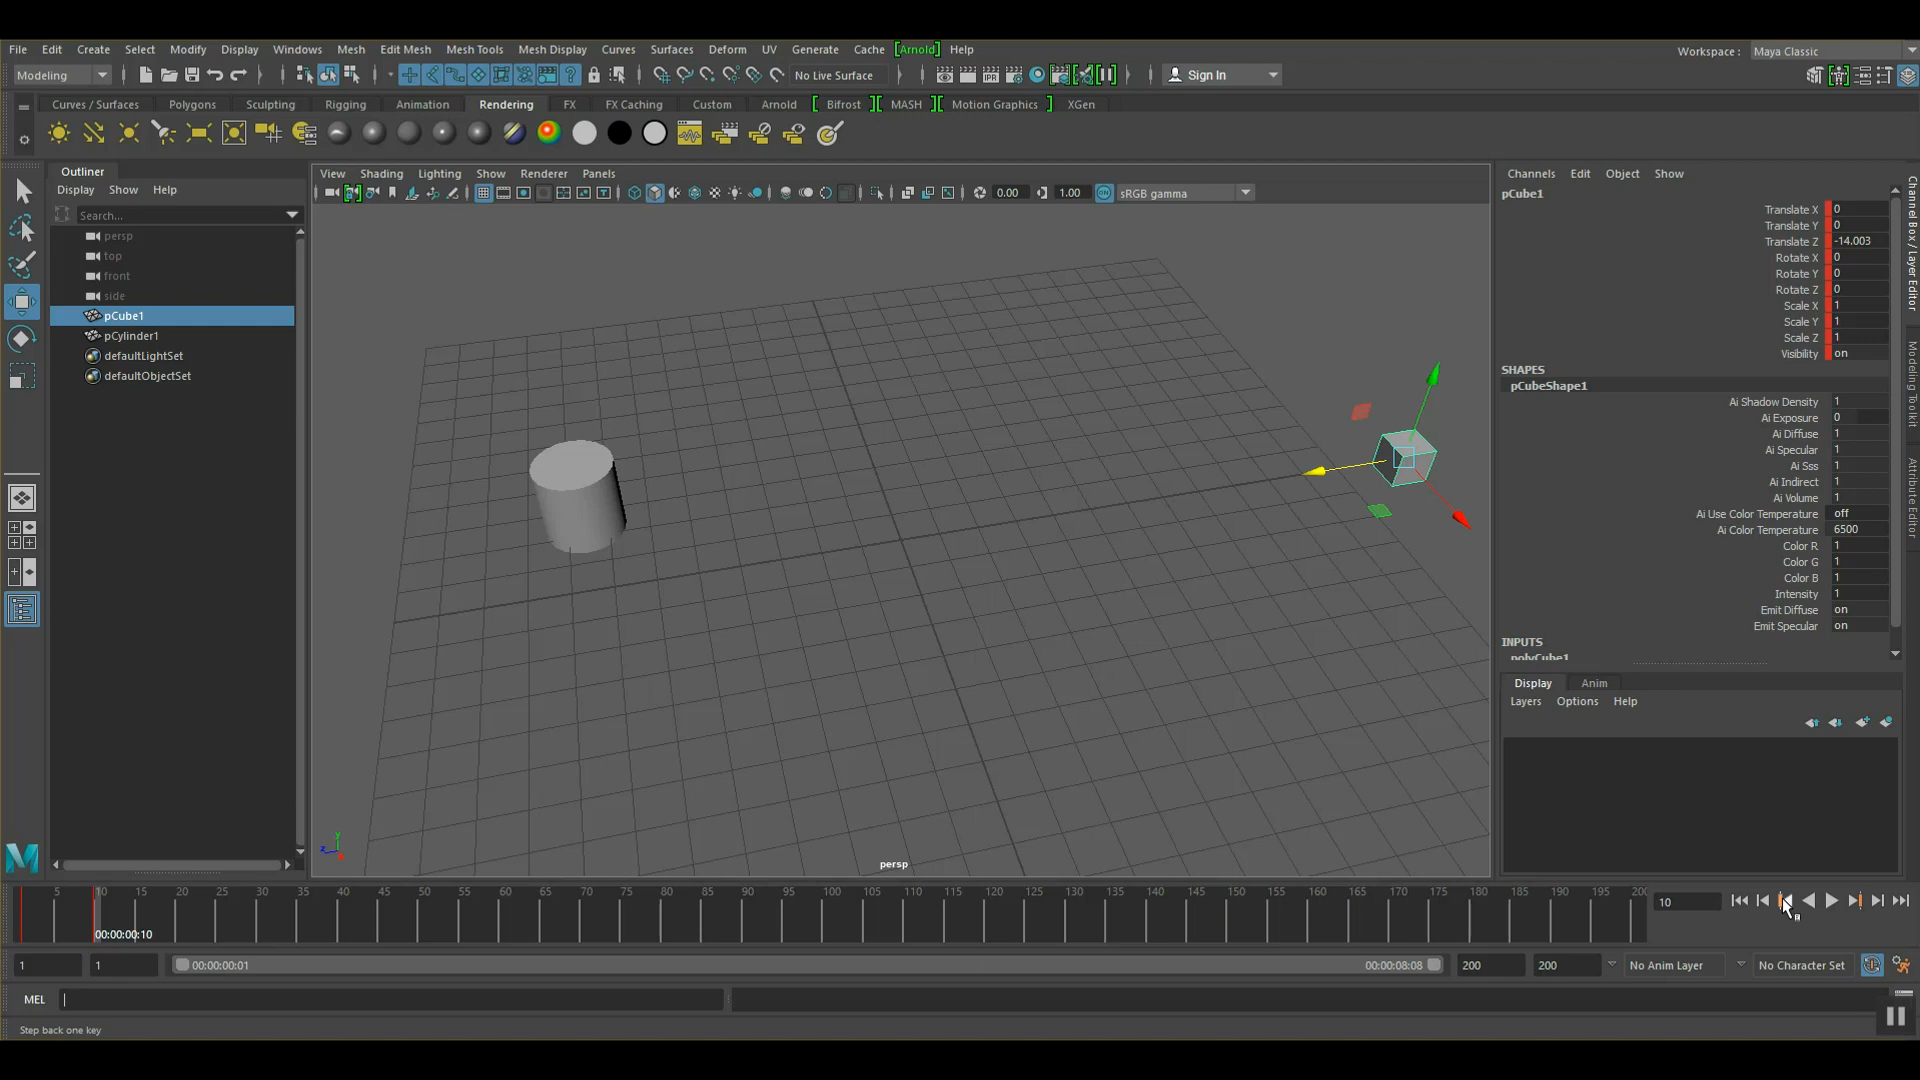 File Edit Create Select Modify Display Windows Mesh Edit Mesh Mesh Tools Mesh Display Curves Surfaces Deform UV Generate Cache [Arnold] Help
Workspace : Maya Classic
Modeling
No Live Surface
IPR
Sign In
Curves / Surfaces Polygons Sculpting Rigging Animation Rendering FX FX Caching Custom Arnold [ Bifrost ][ MASH ][ Motion Graphics ] XGen
Outliner
Display Show Help
Search...
persp
top
front
side
pCube1
pCylinder1
defaultLightSet
defaultObjectSet
View Shading Lighting Show Renderer Panels
0.00 1.00 sRGB gamma
persp
Channels Edit Object Show
pCube1
Translate X 0
Translate Y 0
Translate Z -14.003
Rotate X 0
Rotate Y 0
Rotate Z 0
Scale X 1
Scale Y 1
Scale Z 1
Visibility on
SHAPES
pCubeShape1
Ai Shadow Density 1
Ai Exposure 0
Ai Diffuse 1
Ai Specular 1
Ai Sss 1
Ai Indirect 1
Ai Volume 1
Ai Use Color Temperature off
Ai Color Temperature 6500
Color R 1
Color G 1
Color B 1
Intensity 1
Emit Diffuse on
Emit Specular on
INPUTS
polyCube1
Channel Box / Layer Editor
Modeling Toolkit
Attribute Editor
Display Anim
Layers Options Help
5 10 15 20 25 30 35 40 45 50 55 60 65 70 75 80 85 90 95 100 105 110 115 120 125 130 135 140 145 150 155 160 165 170 175 180 185 190 195 200
00:00:00:10
10
1 1 00:00:00:01 00:00:08:08 200 200 No Anim Layer No Character Set
MEL
Step back one key